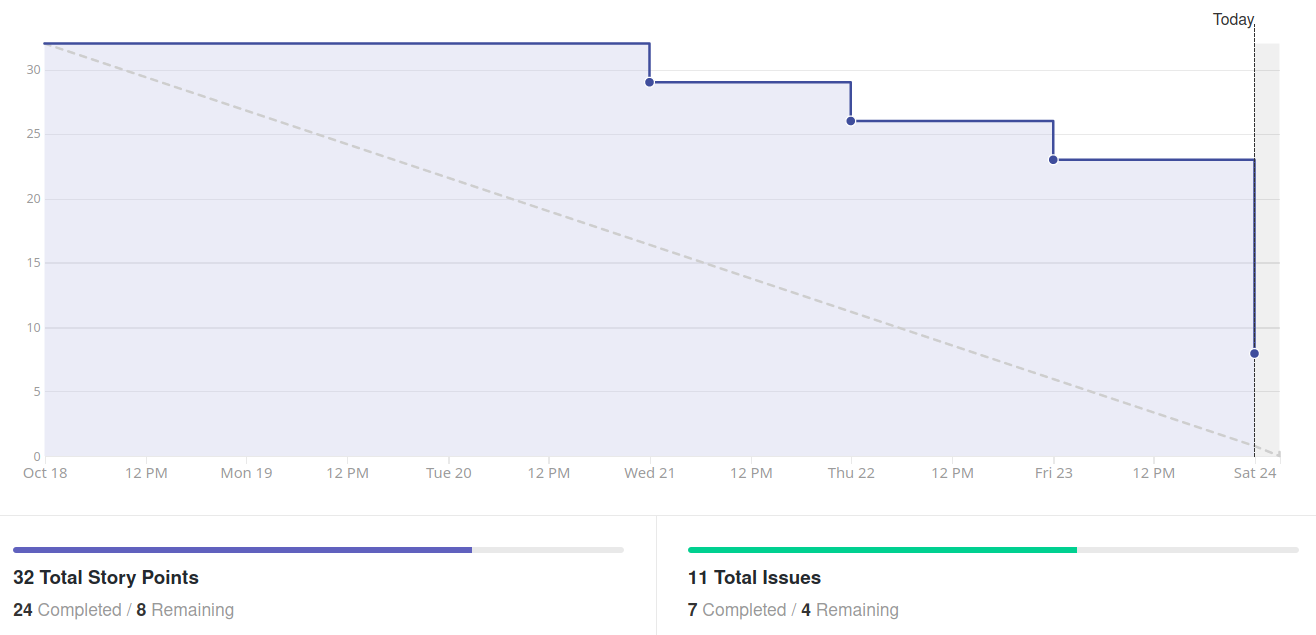 Today
30
25
20
15
10
5
0
Oct 18 12 PM Mon 19 12 PM Tue 20 12 PM Wed 21 12 PM Thu 22 12 PM Fri 23 12 PM Sat 24
32 Total Story Points
24 Completed / 8 Remaining
11 Total Issues
7 Completed / 4 Remaining